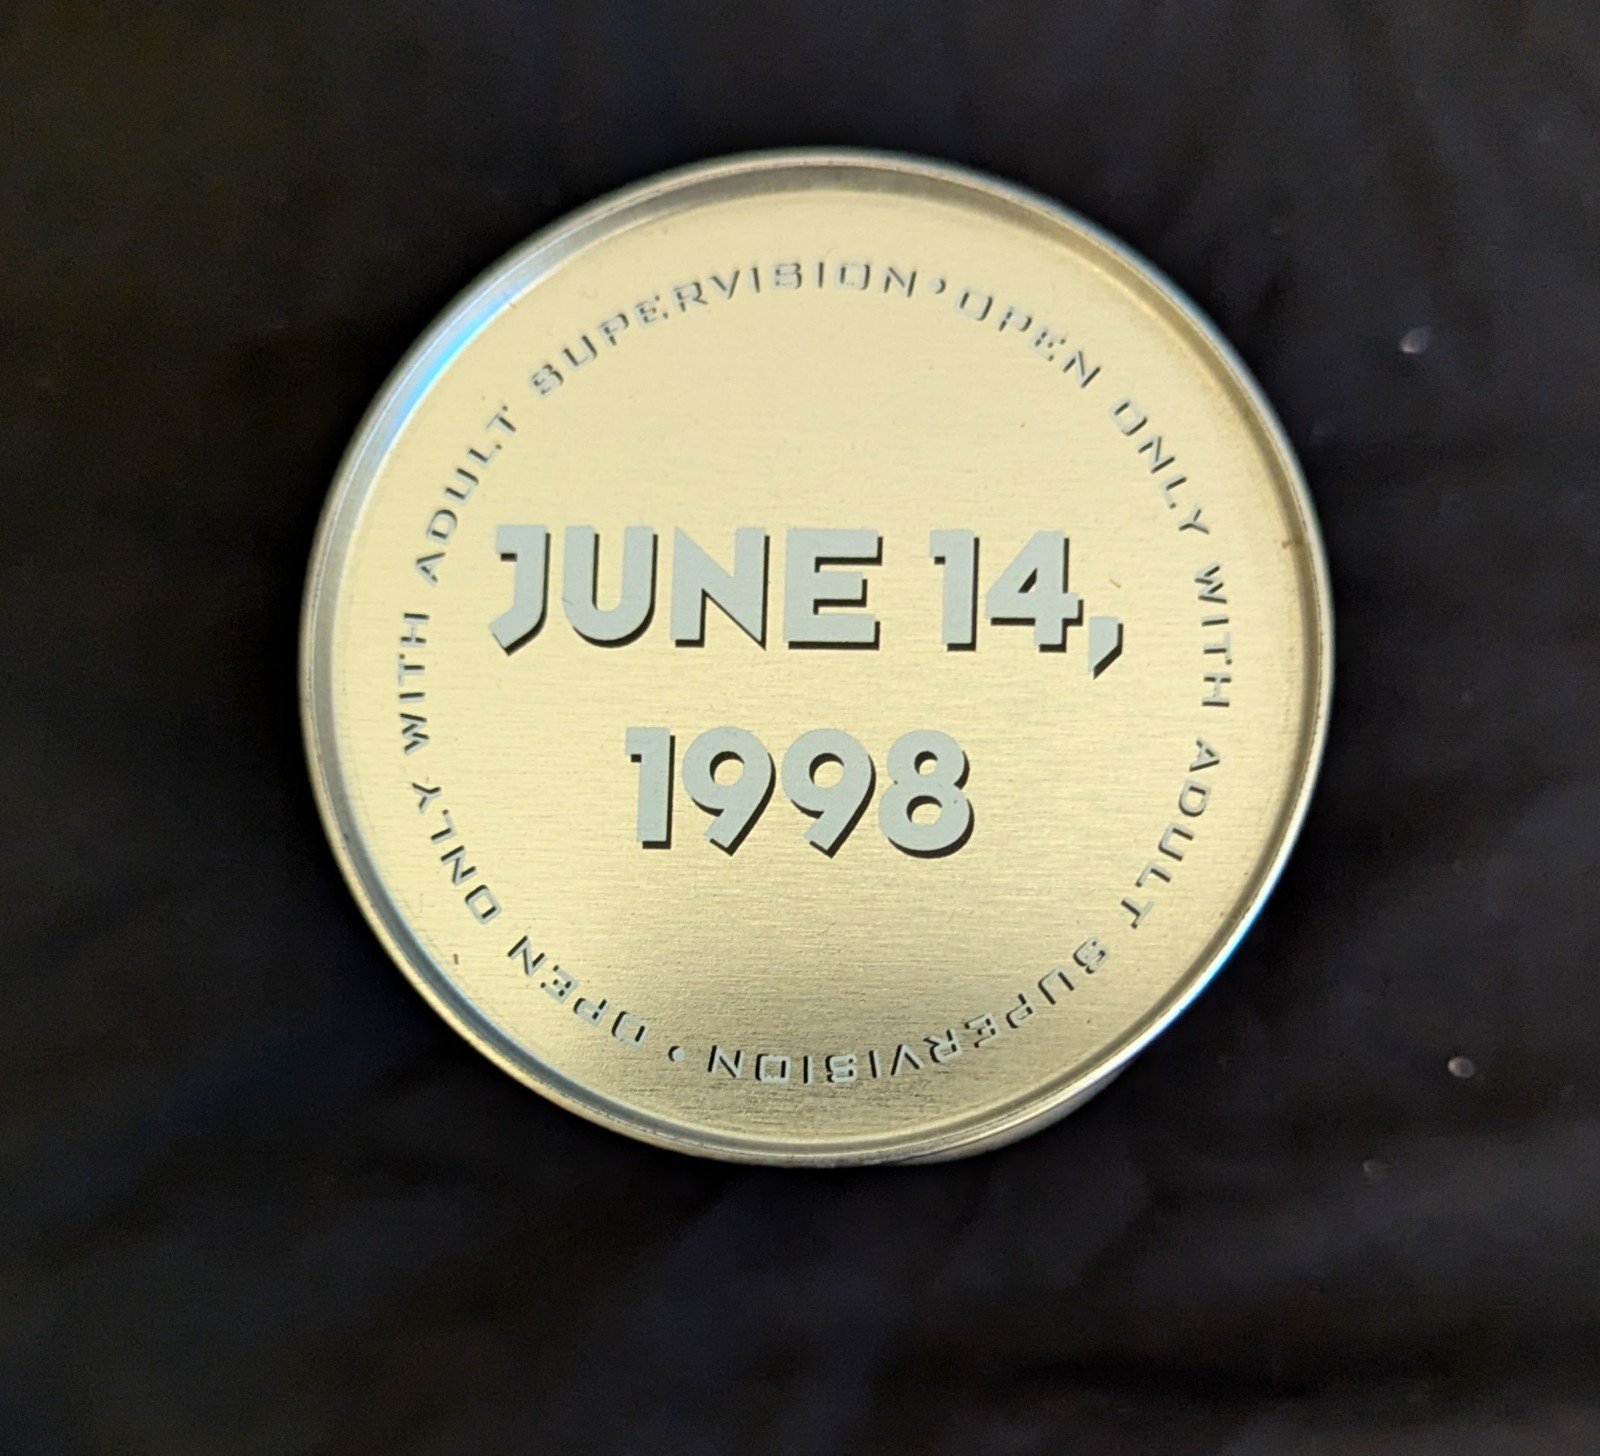 OPEN ONLY WITH ADULT SUPERVISION • OPEN ONLY WITH ADULT SUPERVISION •
JUNE 14,
1998